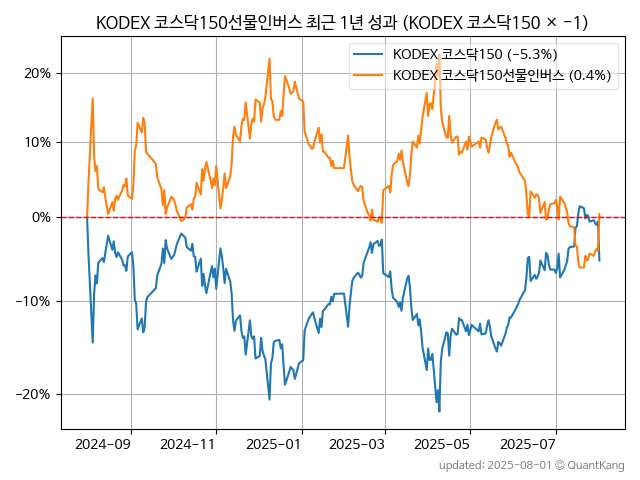 KODEX 코스닥150선물인버스 최근 1년 성과 (KODEX 코스닥150 × −1)
KODEX 코스닥150 (−5.3%)
KODEX 코스닥150선물인버스 (0.4%)
20%
10%
0%
−10%
−20%
2024-09 2024-11 2025-01 2025-03 2025-05 2025-07
updated: 2025-08-01 © QuantKang